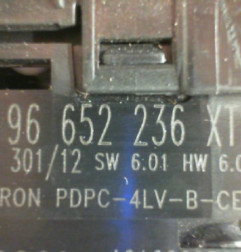 96 652 236 XT
301/12 SW 6.01 HW 6.0
RON PDPC-4LV-B-CE